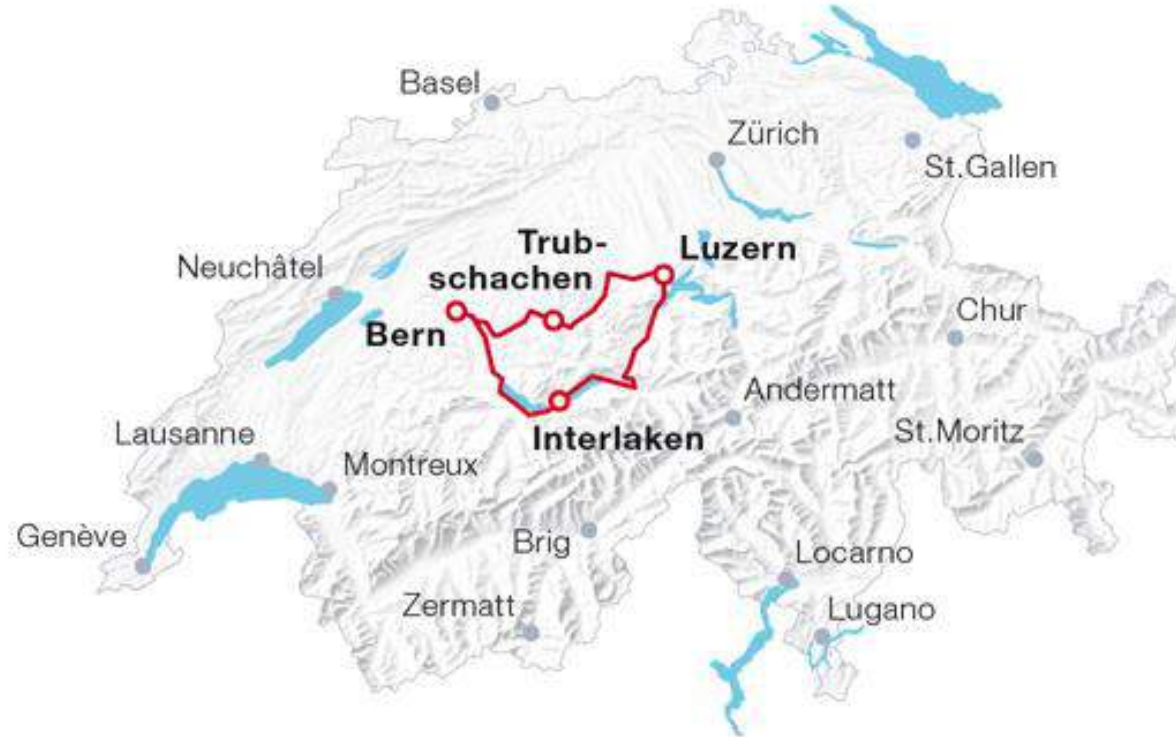 Basel
Zürich
St.Gallen
Trub-
schachen
Luzern
Neuchâtel
Bern
Chur
Andermatt
Interlaken
St.Moritz
Lausanne
Montreux
Genève
Brig
Locarno
Zermatt
Lugano